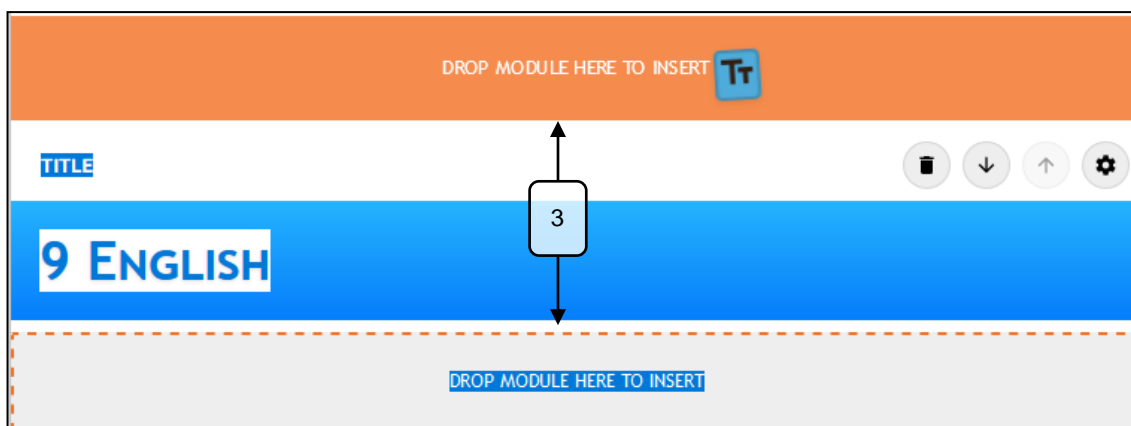 DROP MODULE HERE TO INSERT Tт
TITLE
3
9 ENGLISH
DROP MODULE HERE TO INSERT